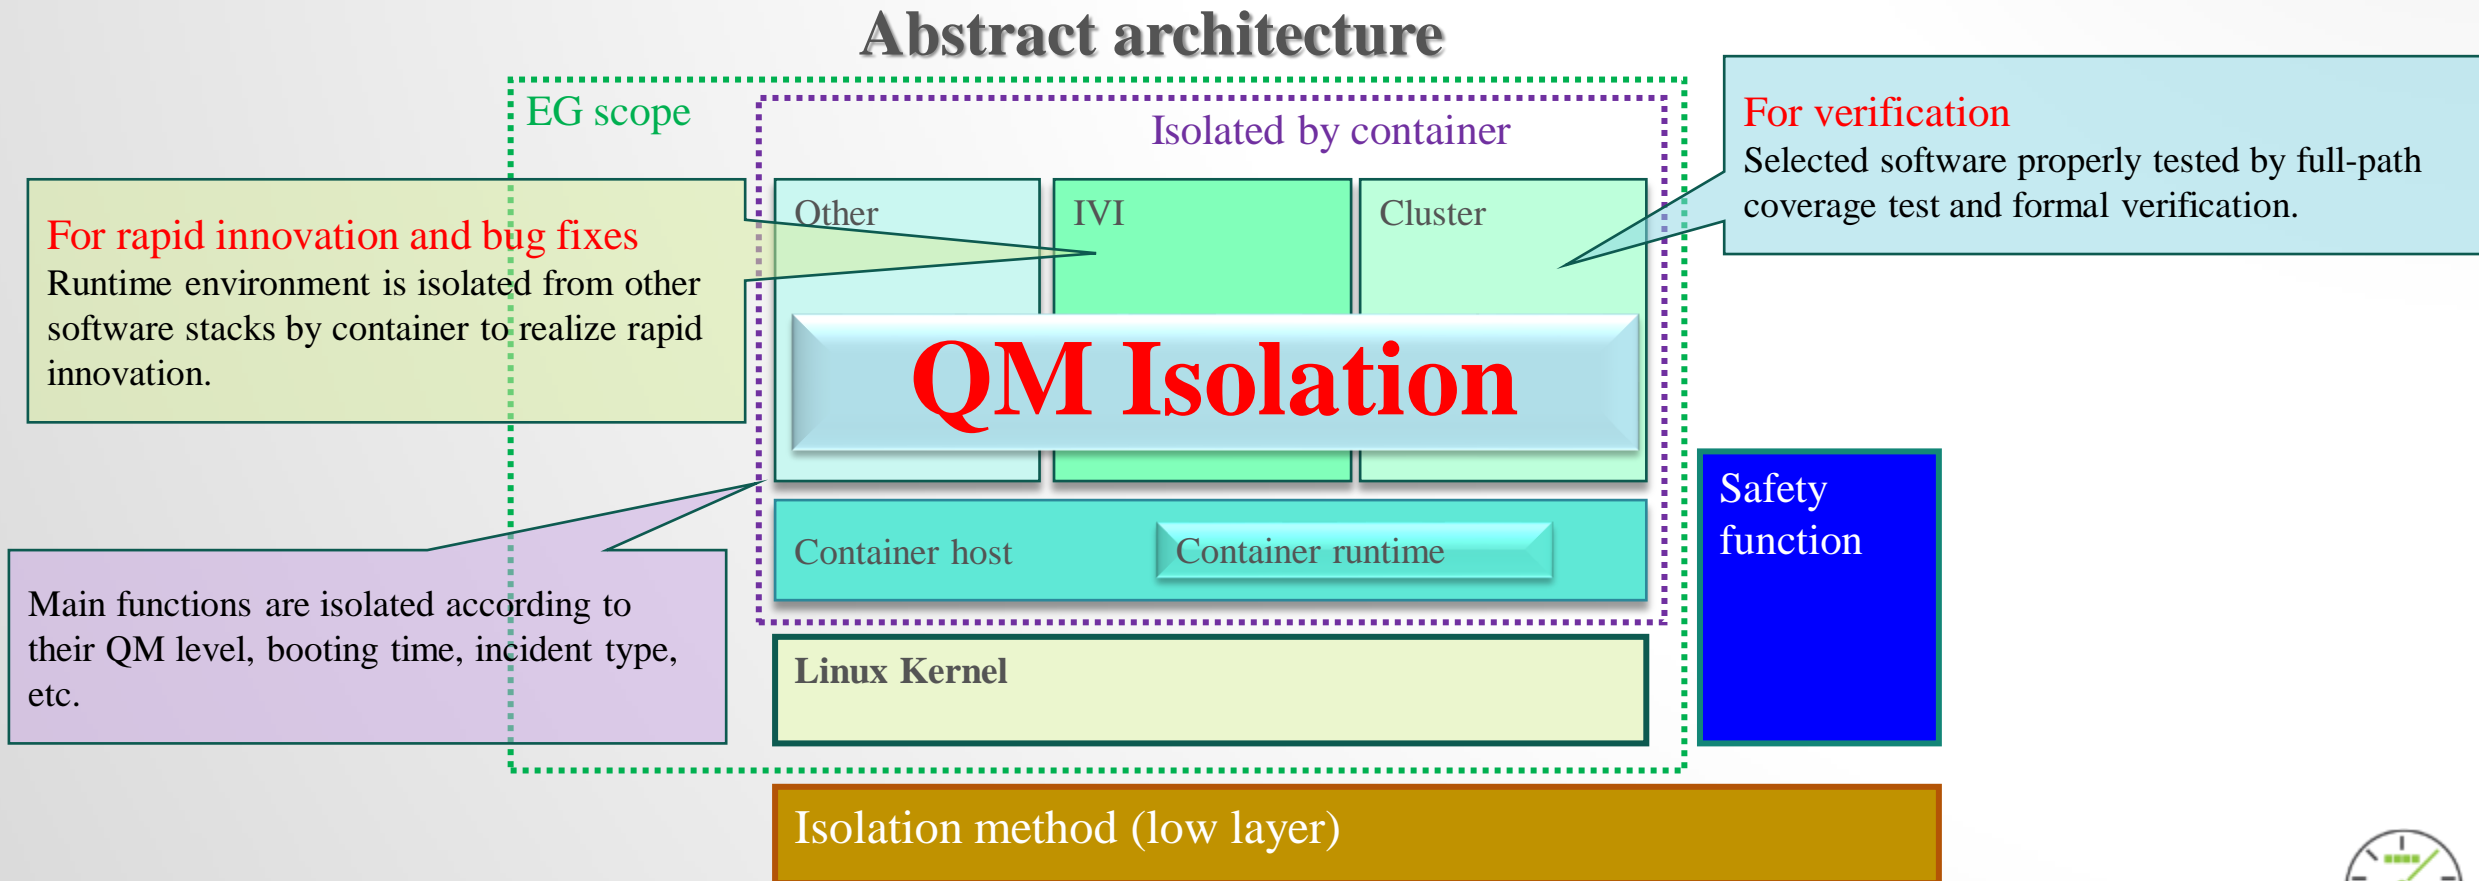 Abstract architecture
EG scope
Isolated by container
For verification
Selected software properly tested by full-path
coverage test and formal verification.
For rapid innovation and bug fixes
Runtime environment is isolated from other
software stacks by container to realize rapid
innovation.
Other
IVI
Cluster
QM Isolation
Safety
function
Container host
Container runtime
Main functions are isolated according to
their QM level, booting time, incident type,
etc.
Linux Kernel
Isolation method (low layer)